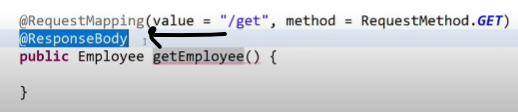 @RequestMapping(value = "/get", method = RequestMethod.GET)
@ResponseBody
public Employee getEmployee() {
}